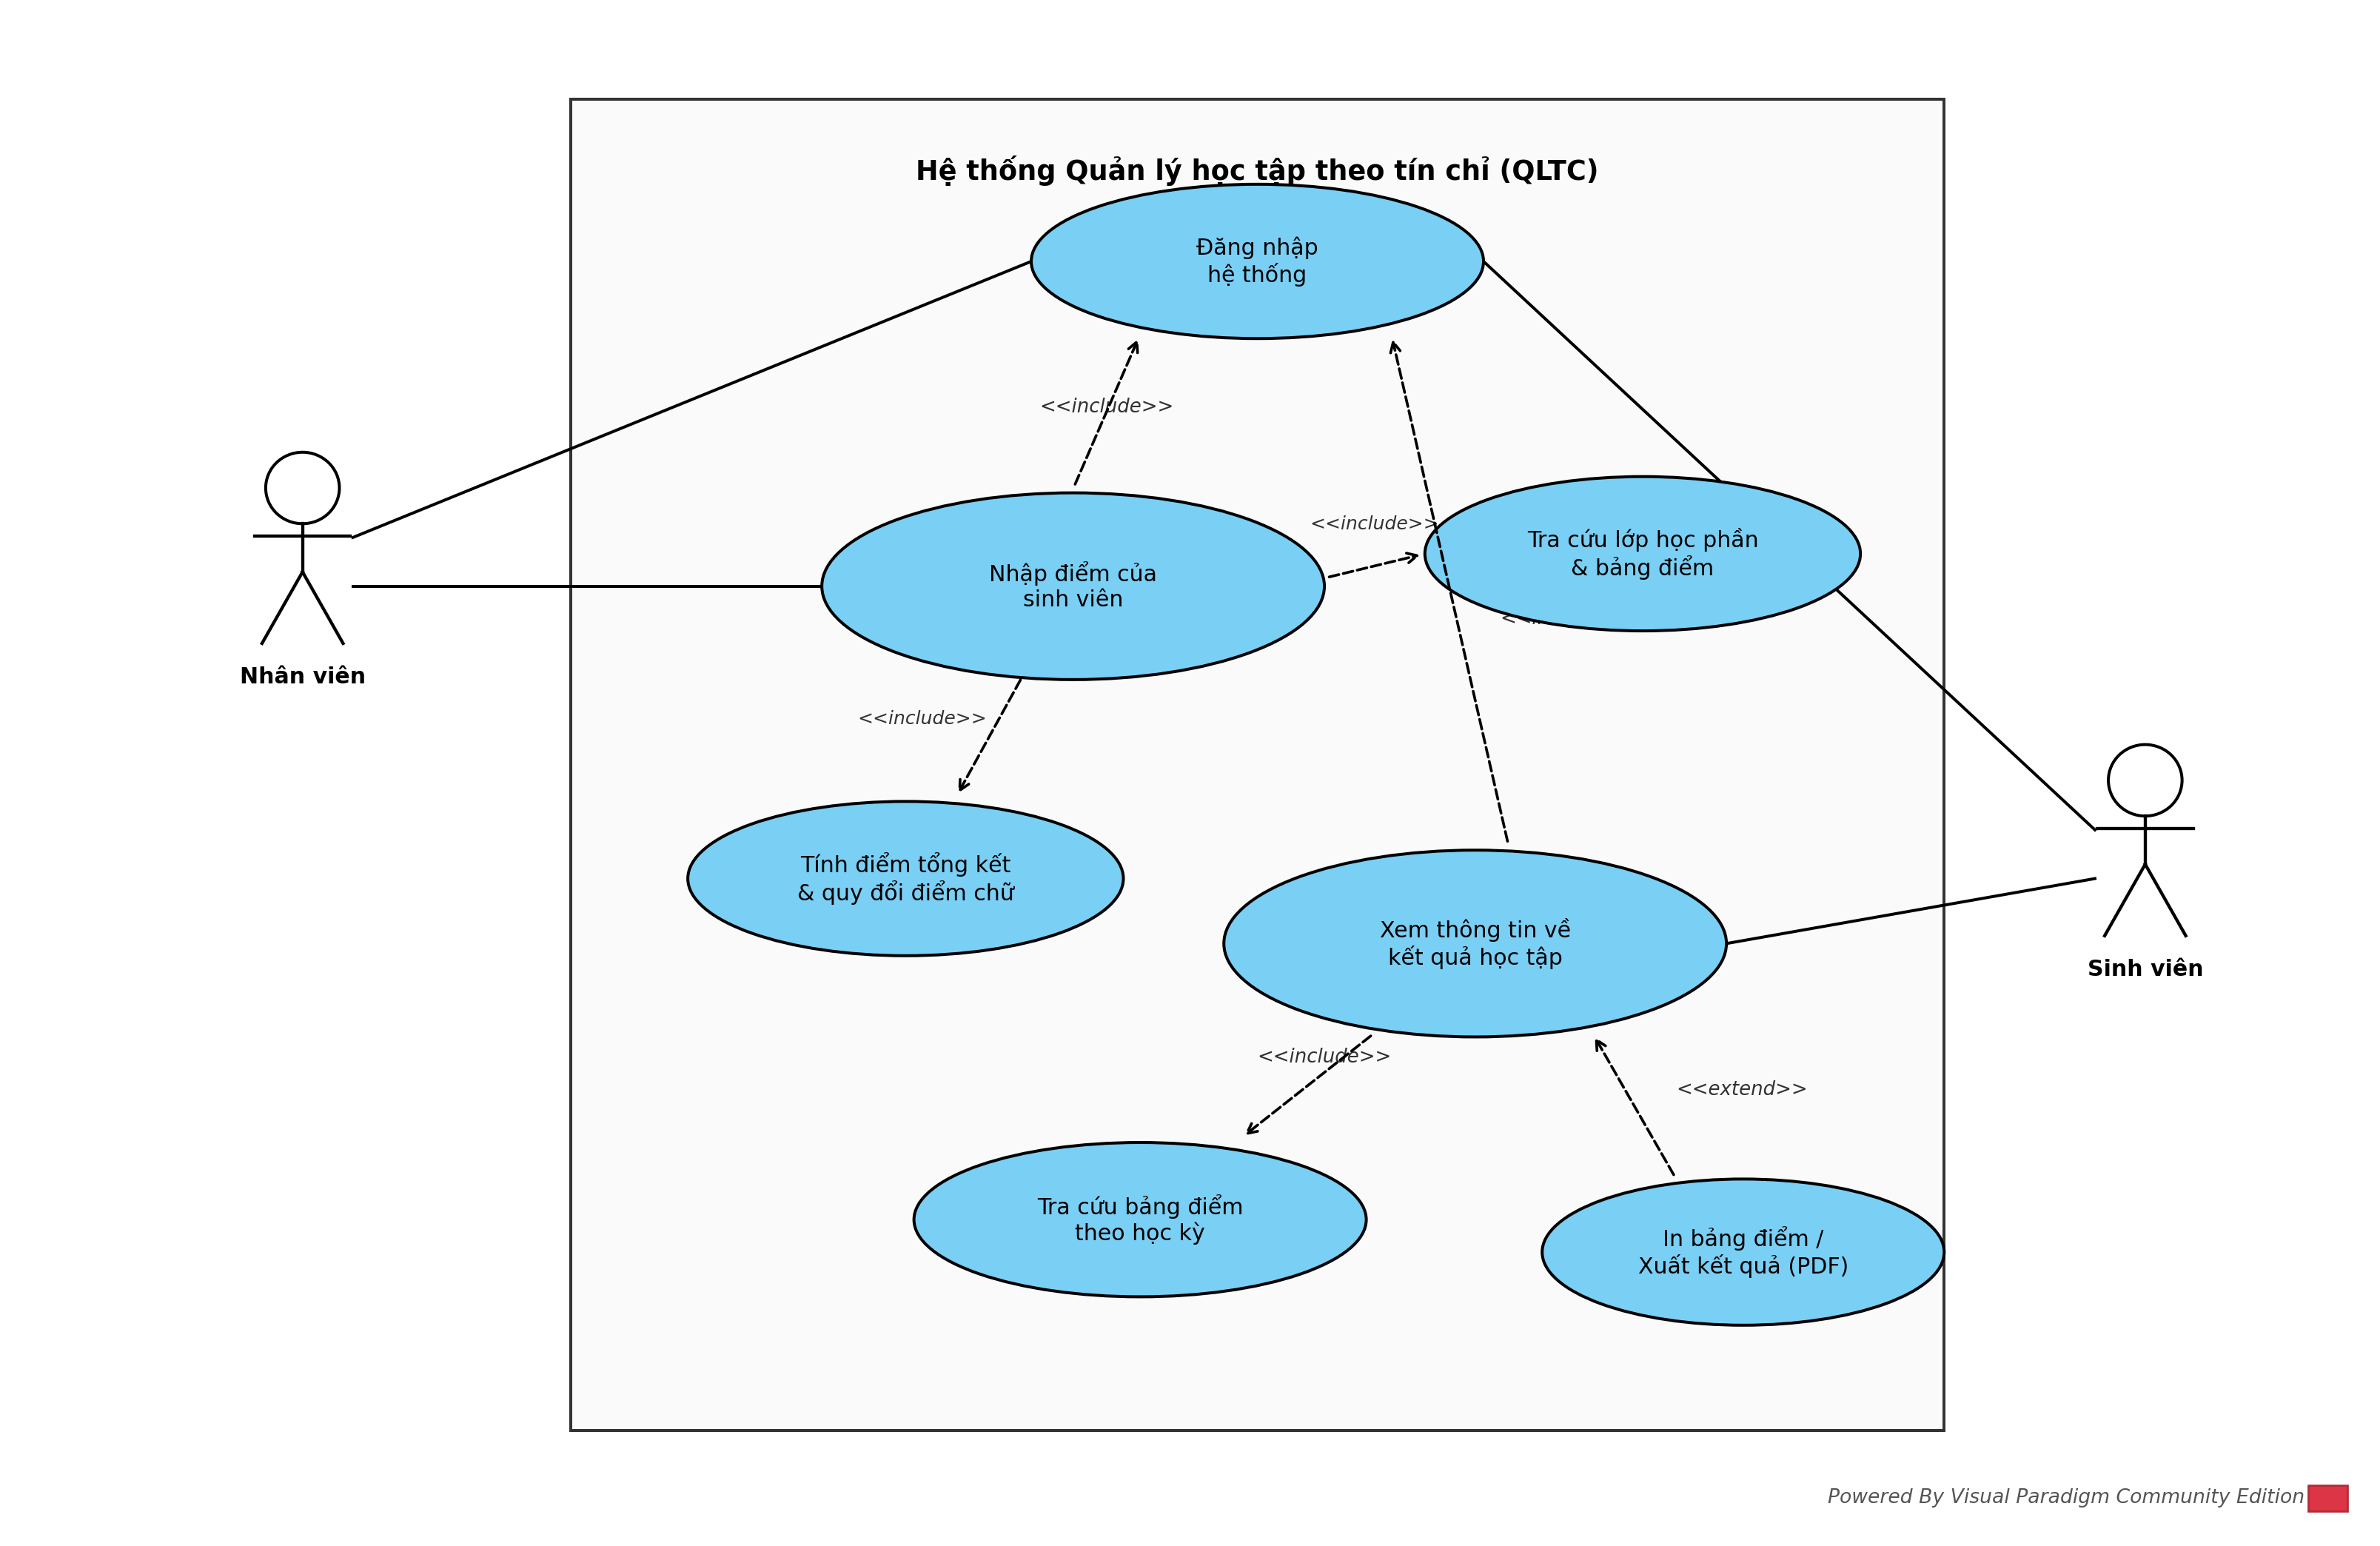 Hệ thống Quản lý học tập theo tín chỉ (QLTC)
Đăng nhập
hệ thống
<<include>>
<<include>>
Nhập điểm của
sinh viên
Tra cứu lớp học phần
& bảng điểm
Nhân viên
<<include>>
Tính điểm tổng kết
& quy đổi điểm chữ
Xem thông tin về
kết quả học tập
Sinh viên
<<include>>
<<extend>>
Tra cứu bảng điểm
theo học kỳ
In bảng điểm /
Xuất kết quả (PDF)
Powered By Visual Paradigm Community Edition